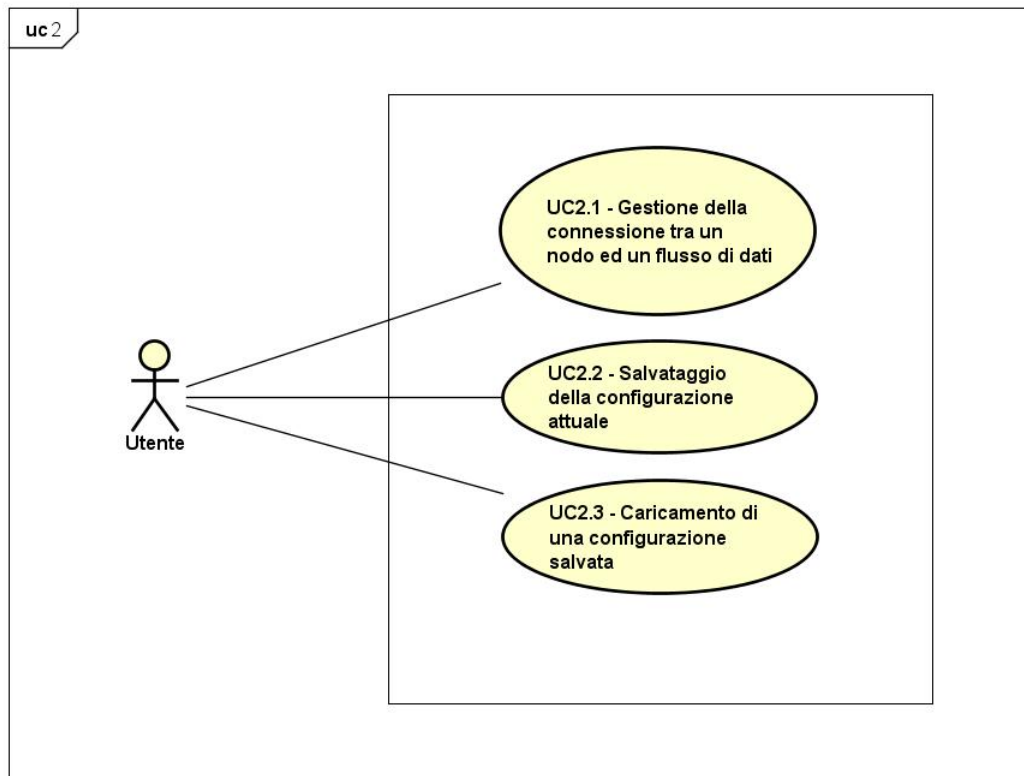 uc 2
UC2.1 - Gestione della
connessione tra un
nodo ed un flusso di dati
UC2.2 - Salvataggio
della configurazione
attuale
Utente
UC2.3 - Caricamento di
una configurazione
salvata